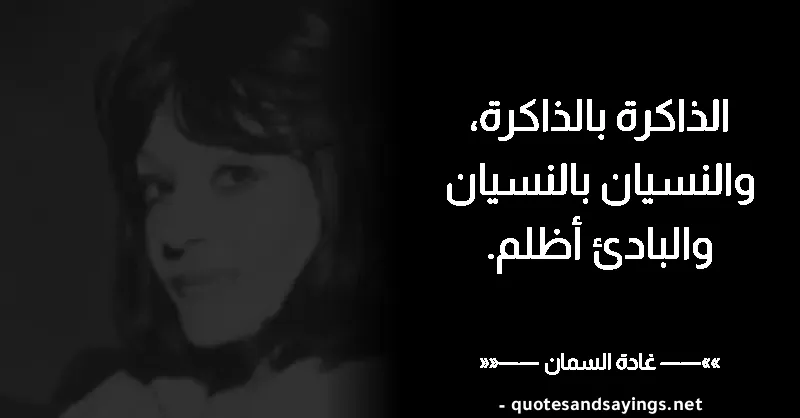 الذاكرة بالذاكرة،
والنسيان بالنسيان
والبادئ أظلم.
»»—— غادة السمان ——««
- quotesandsayings.net